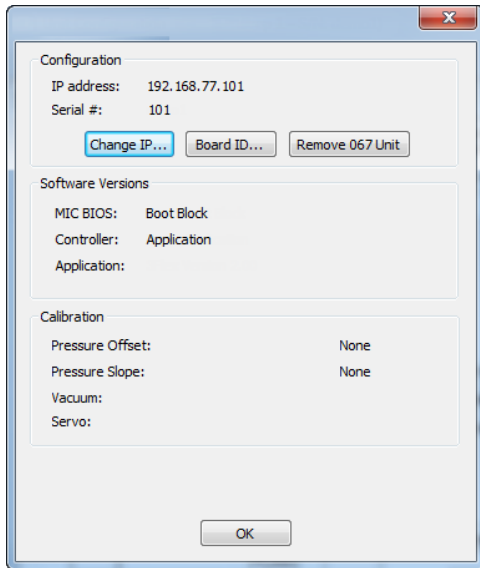 Configuration
IP address: 192.168.77.101
Serial #: 101
Change IP... Board ID... Remove 067 Unit
Software Versions
MIC BIOS: Boot Block
Controller: Application
Application:
Calibration
Pressure Offset: None
Pressure Slope: None
Vacuum:
Servo:
OK